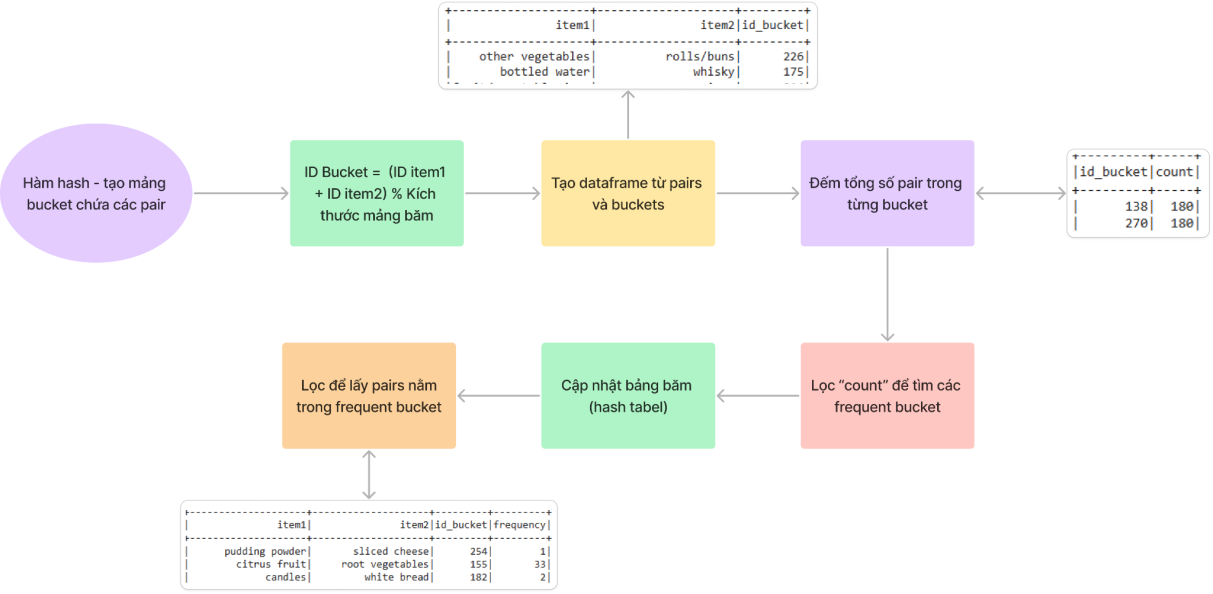 item1| item2|id_bucket|
other vegetables| rolls/buns| 226|
bottled water| whisky| 175|
Hàm hash - tạo mảng
bucket chứa các pair
ID Bucket = (ID item1
+ ID item2) % Kích
thước mảng băm
Tạo dataframe từ pairs
và buckets
Đếm tổng số pair trong
từng bucket
|id_bucket|count|
| 138| 180|
| 270| 180|
Lọc để lấy pairs nằm
trong frequent bucket
Cập nhật bảng băm
(hash tabel)
Lọc “count” để tìm các
frequent bucket
| item1| item2|id_bucket|frequency|
| pudding powder| sliced cheese| 254| 1|
| citrus fruit| root vegetables| 155| 33|
| candles| white bread| 182| 2|